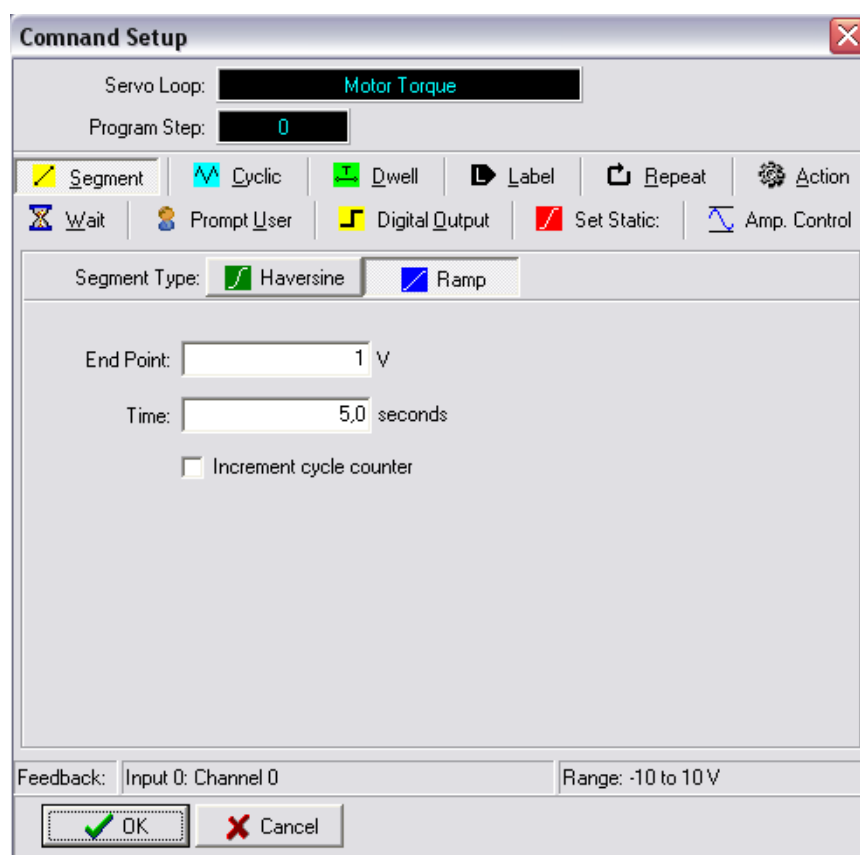 Comnand Setup
Servo Loop: Motor Torque
Program Step: 0
Segment Cyclic Dwell Label Repeat Action
Wait Prompt User Digital Output Set Static: Amp. Control
Segment Type: Haversine Ramp
End Point: 1 V
Time: 5,0 seconds
Increment cycle counter
Feedback: Input 0: Channel 0 Range: -10 to 10 V
OK Cancel